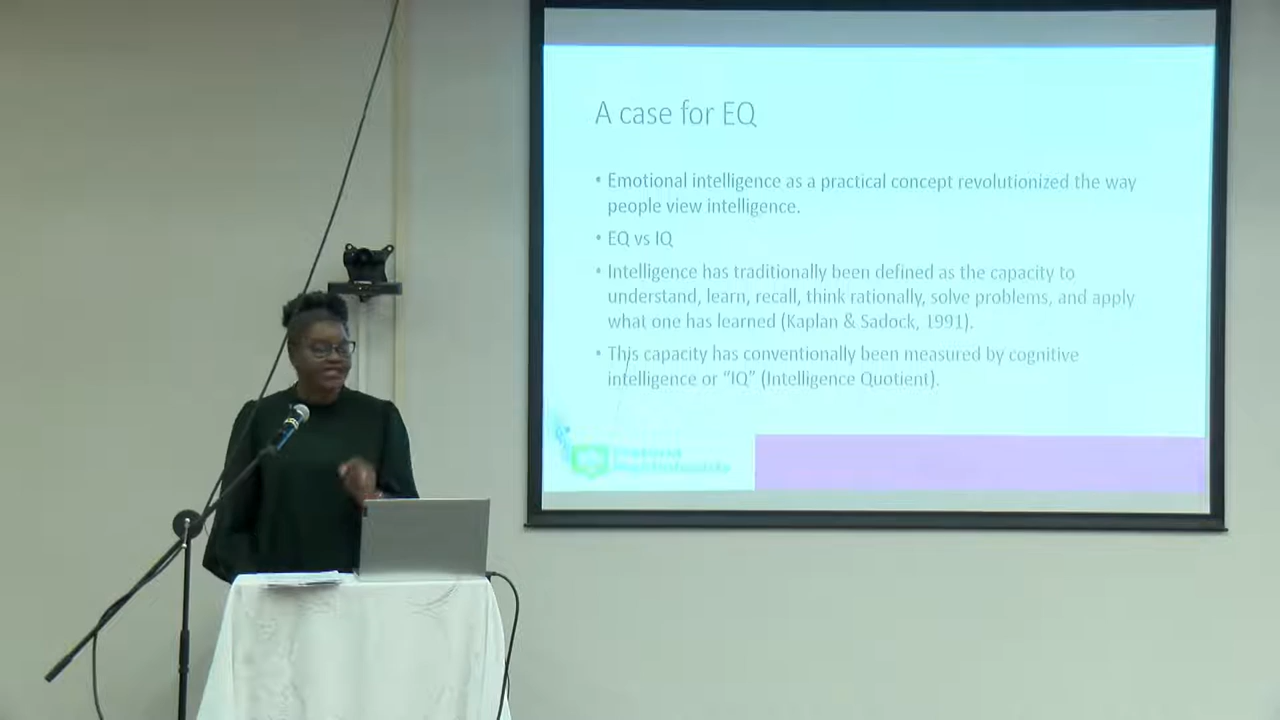 A case for EQ
• Emotional intelligence as a practical concept revolutionized the way
people view intelligence.
• EQ vs IQ
• Intelligence has traditionally been defined as the capacity to
understand, learn, recall, think rationally, solve problems, and apply
what one has learned (Kaplan & Sadock, 1991).
• This capacity has conventionally been measured by cognitive
intelligence or “IQ” (Intelligence Quotient).